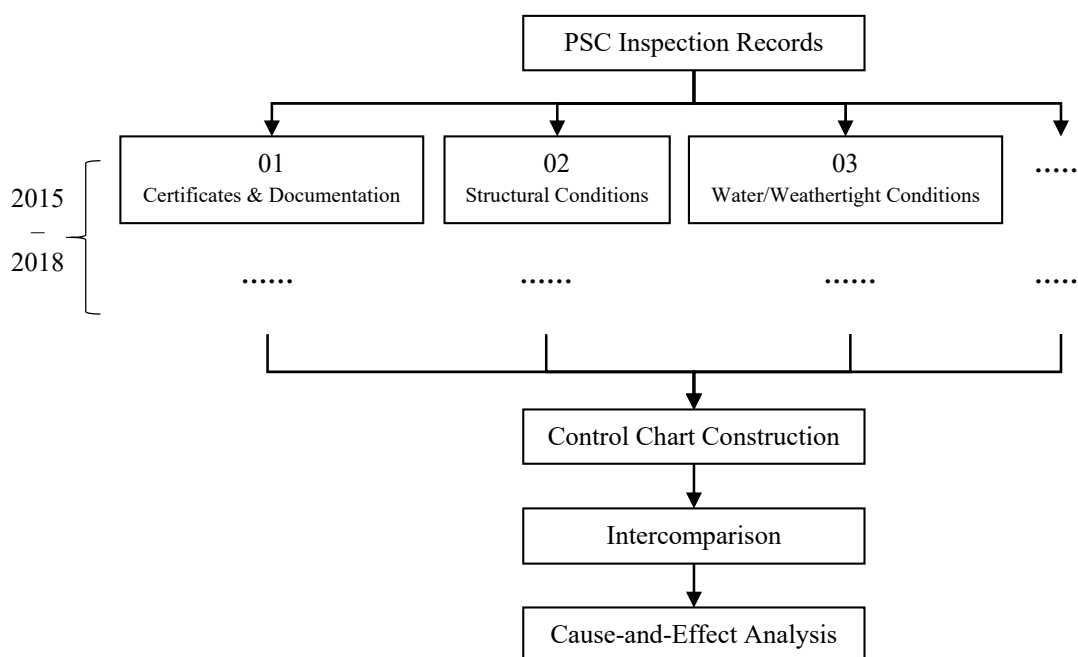 PSC Inspection Records
01
Certificates & Documentation
02
Structural Conditions
03
Water/Weathertight Conditions
.....
2015
–
2018
......
......
......
.....
Control Chart Construction
Intercomparison
Cause-and-Effect Analysis